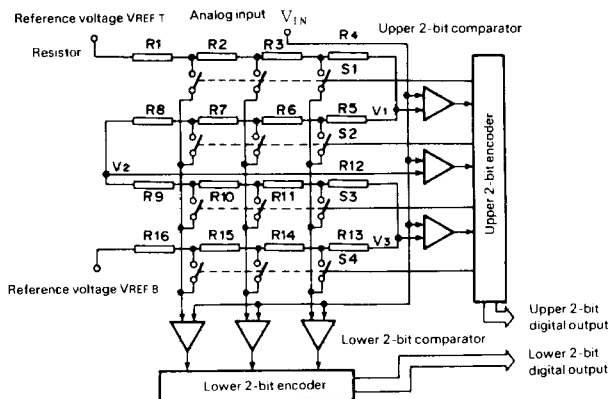 Reference voltage VREF T
Analog input
VIN
Upper 2-bit comparator
Resistor
R1
R2
R3
R4
S1
R8
R7
R6
R5
V1
S2
V2
R12
R9
R10
R11
S3
R16
R15
R14
R13
V3
S4
Reference voltage VREF B
Upper 2-bit encoder
Upper 2-bit
digital output
Lower 2-bit comparator
Lower 2-bit
digital output
Lower 2-bit encoder